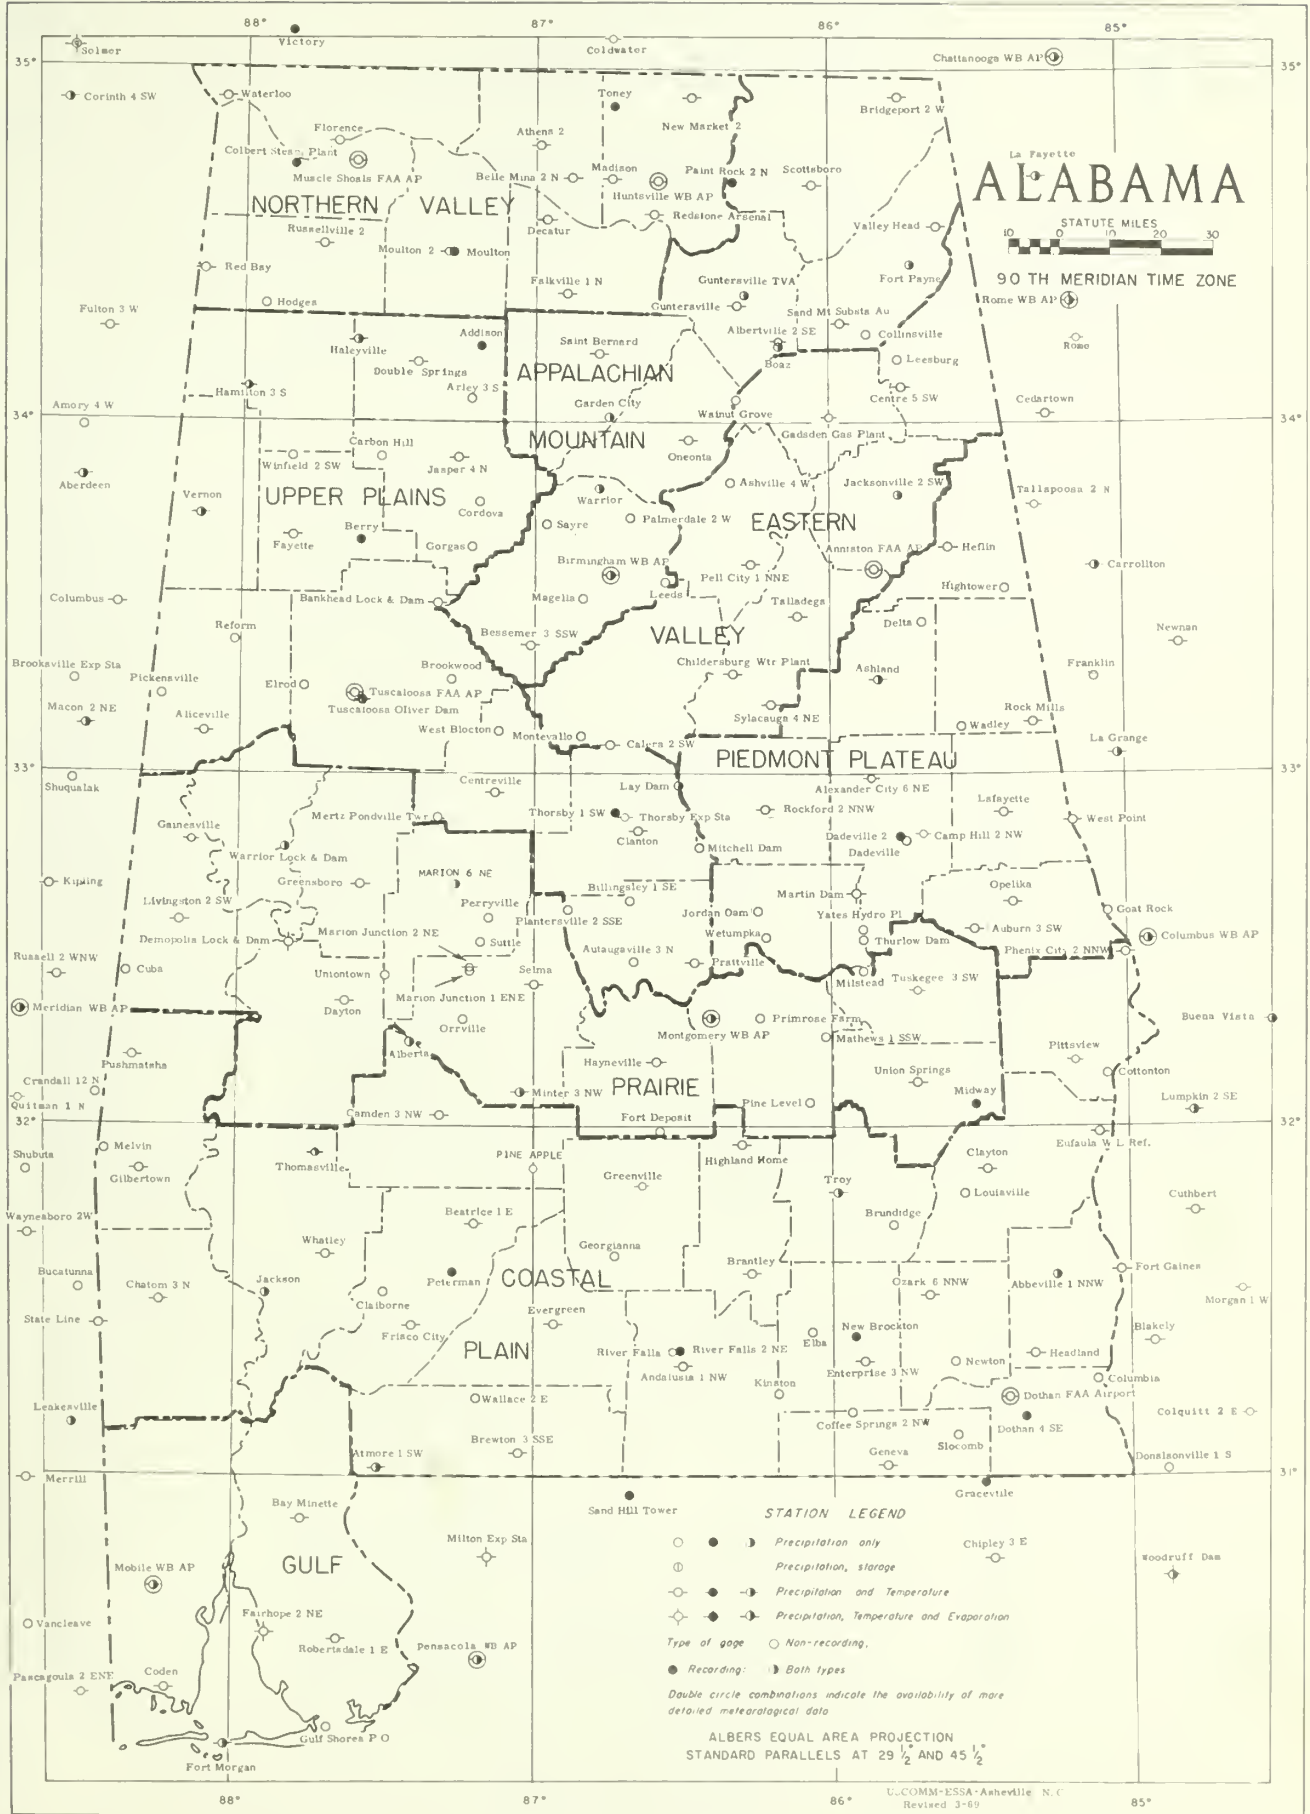 88°
87°
86°
85°
Victory
Solmer
Coldwater
Chattanooga WB AP
35°
35°
Corinth 4 SW
Waterloo
Toney
New Market 2
Bridgeport 2 W
Florence
Athens 2
Colbert Steam Plant
Muscle Shoals FAA AP
Belle Mina 2 N
Madison
Huntsville WB AP
Paint Rock 2 N
Scottsboro
La Fayette
ALABAMA
NORTHERN VALLEY
Redstone Arsenal
STATUTE MILES
10 0 10 20 30
Russellville 2
Decatur
Valley Head
Moulton 2
Moulton
Red Bay
Falkville 1 N
Guntersville TVA
Fort Payne
90 TH MERIDIAN TIME ZONE
Hodges
Guntersville
Rome WB AP
Fulton 3 W
Sand Mt Substa Au
Addison
Albertville 2 SE
Collinsville
Rome
Haleyville
Saint Bernard
Boaz
Leesburg
Double Springs
APPALACHIAN
Hamilton 3 S
Arley 3 S
Centre 5 SW
Amory 4 W
Garden City
Walnut Grove
Cedartown
34°
34°
Gadsden Gas Plant
Carbon Hill
MOUNTAIN
Winfield 2 SW
Jasper 4 N
Oneonta
Aberdeen
Ashville 4 W
Jacksonville 2 SW
Vernon
UPPER PLAINS
Warrior
Tallapoosa 2 N
Cordova
Berry
Sayre
Palmerdale 2 W
EASTERN
Fayette
Gorgas
Anniston FAA AP
Heflin
Birmingham WB AP
Carrollton
Pell City 1 NNE
Columbus
Bankhead Lock & Dam
Magella
Leeds
Talladega
Hightower
Reform
Delta
Bessemer 3 SSW
VALLEY
Newnan
Brooksville Exp Sta
Brookwood
Childersburg Wtr Plant
Ashland
Franklin
Pickensville
Elrod
Tuscaloosa FAA AP
Macon 2 NE
Tuscaloosa Oliver Dam
Aliceville
Sylacauga 4 NE
Rock Mills
West Blocton
Montevallo
Wadley
Calera 2 SW
La Grange
33°
33°
PIEDMONT PLATEAU
Shuqualak
Centreville
Lay Dam
Alexander City 6 NE
Mertz Pondville Twr
Thorsby 1 SW
Thorsby Exp Sta
Rockford 2 NNW
Lafayette
West Point
Gainesville
Clanton
Dadeville 2
Camp Hill 2 NW
Warrior Lock & Dam
Mitchell Dam
Dadeville
Kipling
Greensboro
MARION 6 NE
Billingsley 1 SE
Martin Dam
Opelika
Livingston 2 SW
Perryville
Plantersville 2 SSE
Jordan Dam
Yates Hydro Pl
Goat Rock
Marion Junction 2 NE
Wetumpka
Auburn 3 SW
Demopolis Lock & Dam
Suttle
Autaugaville 3 N
Thurlow Dam
Phenix City 2 NNW
Columbus WB AP
Russell 2 WNW
Cuba
Uniontown
Selma
Prattville
Milstead
Tuskegee 3 SW
Meridian WB AP
Marion Junction 1 ENE
Dayton
Orrville
Montgomery WB AP
Primrose Farm
Buena Vista
Mathews 1 SSW
Pushmatsha
Alberta
Hayneville
Pittsview
Crandall 12 N
PRAIRIE
Union Springs
Cottonton
Minter 3 NW
Quitman 1 N
Camden 3 NW
Pine Level
Midway
Lumpkin 2 SE
32°
32°
Fort Deposit
Shubuta
Melvin
PINE APPLE
Highland Home
Eufaula W L Ref.
Gilbertown
Thomasville
Clayton
Greenville
Troy
Louisville
Cuthbert
Waynesboro 2W
Beatrice 1 E
Brundidge
Whatley
Georgianna
Bucatunna
Chatom 3 N
Jackson
Peterman
COASTAL
Brantley
Ozark 6 NNW
Abbeville 1 NNW
Fort Gaines
Morgan 1 W
Claiborne
State Line
Evergreen
New Brockton
Frisco City
Elba
Blakely
PLAIN
River Falls
River Falls 2 NE
Headland
Andalusia 1 NW
Enterprise 3 NW
Newton
Kinston
Columbia
Wallace 2 E
Dothan FAA Airport
Leakesville
Coffee Springs 2 NW
Colquitt 2 E
Brewton 3 SSE
Slocomb
Dothan 4 SE
Atmore 1 SW
Geneva
Donalsonville 1 S
Merrill
31°
Graceville
Sand Hill Tower
Bay Minette
STATION LEGEND
Milton Exp Sta
Precipitation only
Chipley 3 E
GULF
Precipitation, storage
Woodruff Dam
Mobile WB AP
Precipitation and Temperature
Vancleave
Fairhope 2 NE
Precipitation, Temperature and Evaporation
Robertsdale 1 E
Pensacola WB AP
Type of gage Non-recording,
Pascagoula 2 ENE
Coden
Recording: Both types
Double circle combinations indicate the availability of more
detailed meteorological data
Gulf Shores P O
ALBERS EQUAL AREA PROJECTION
STANDARD PARALLELS AT 29 ½° AND 45 ½°
Fort Morgan
88°
87°
86°
85°
COMM-ESSA-Asheville N. C
Revised 3-69